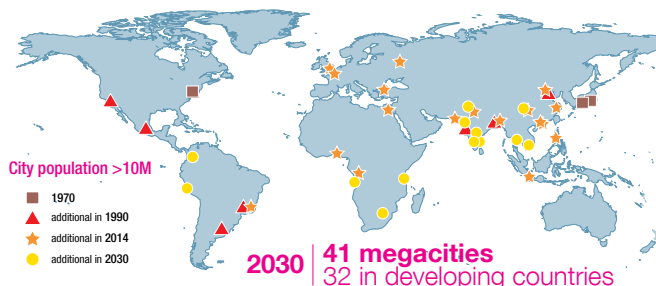 City population >10M
1970
additional in 1990
additional in 2014
additional in 2030
2030
41 megacities
32 in developing countries